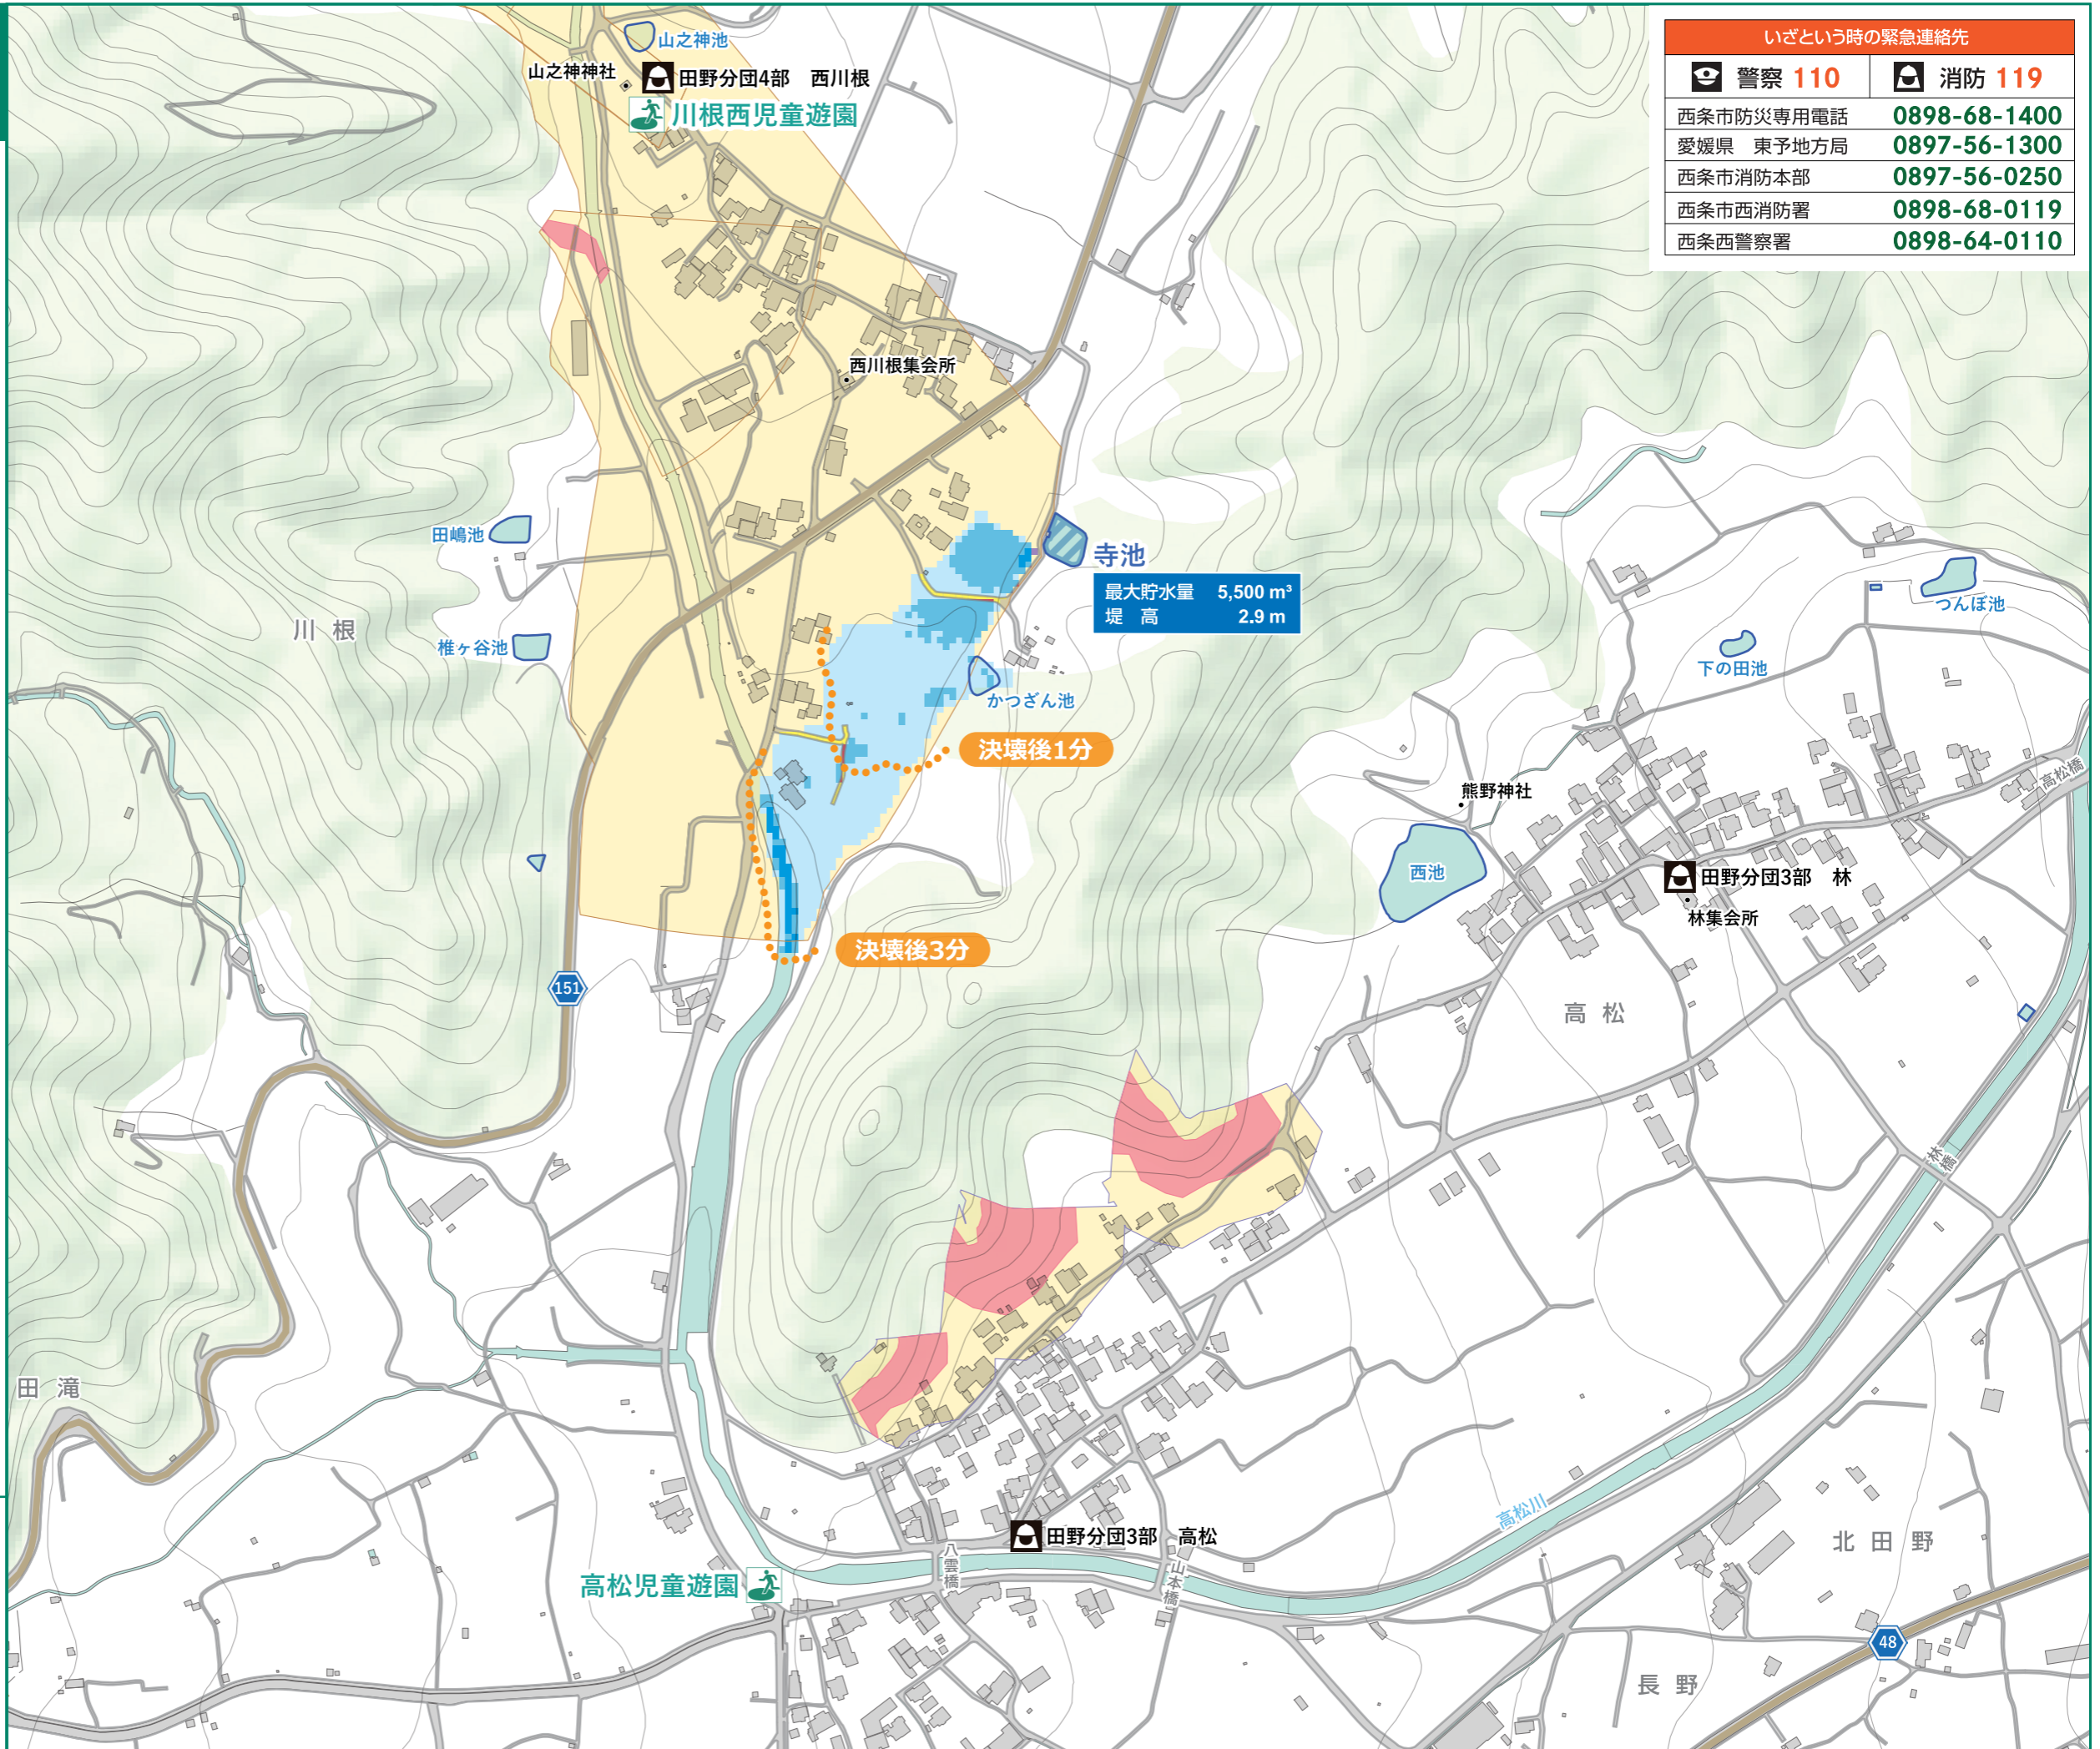 いざという時の緊急連絡先
警察 110
消防 119
西条市防災専用電話 0898-68-1400
愛媛県　東予地方局 0897-56-1300
西条市消防本部 0897-56-0250
西条市西消防署 0898-68-0119
西条西警察署 0898-64-0110
山之神池
山之神神社
田野分団4部　西川根
川根西児童遊園
西川根集会所
田嶋池
寺池
最大貯水量 5,500 m³
堤　高 2.9 m
つんぼ池
川根
椎ヶ谷池
下の田池
かつざん池
決壊後1分
高松橋
熊野神社
西池
田野分団3部　林
林集会所
決壊後3分
151
高松
林橋
田滝
高松川
田野分団3部　高松
北田野
八雲橋
山本橋
高松児童遊園
48
長野